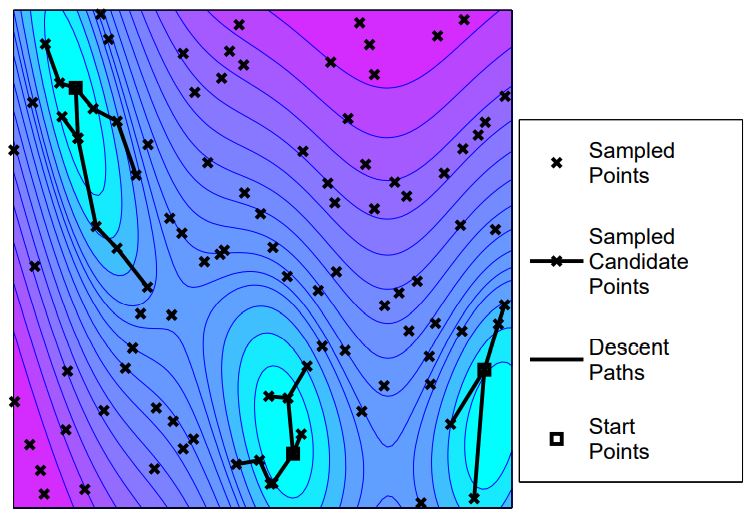 Sampled
Points
Sampled
Candidate
Points
Descent
Paths
Start
Points